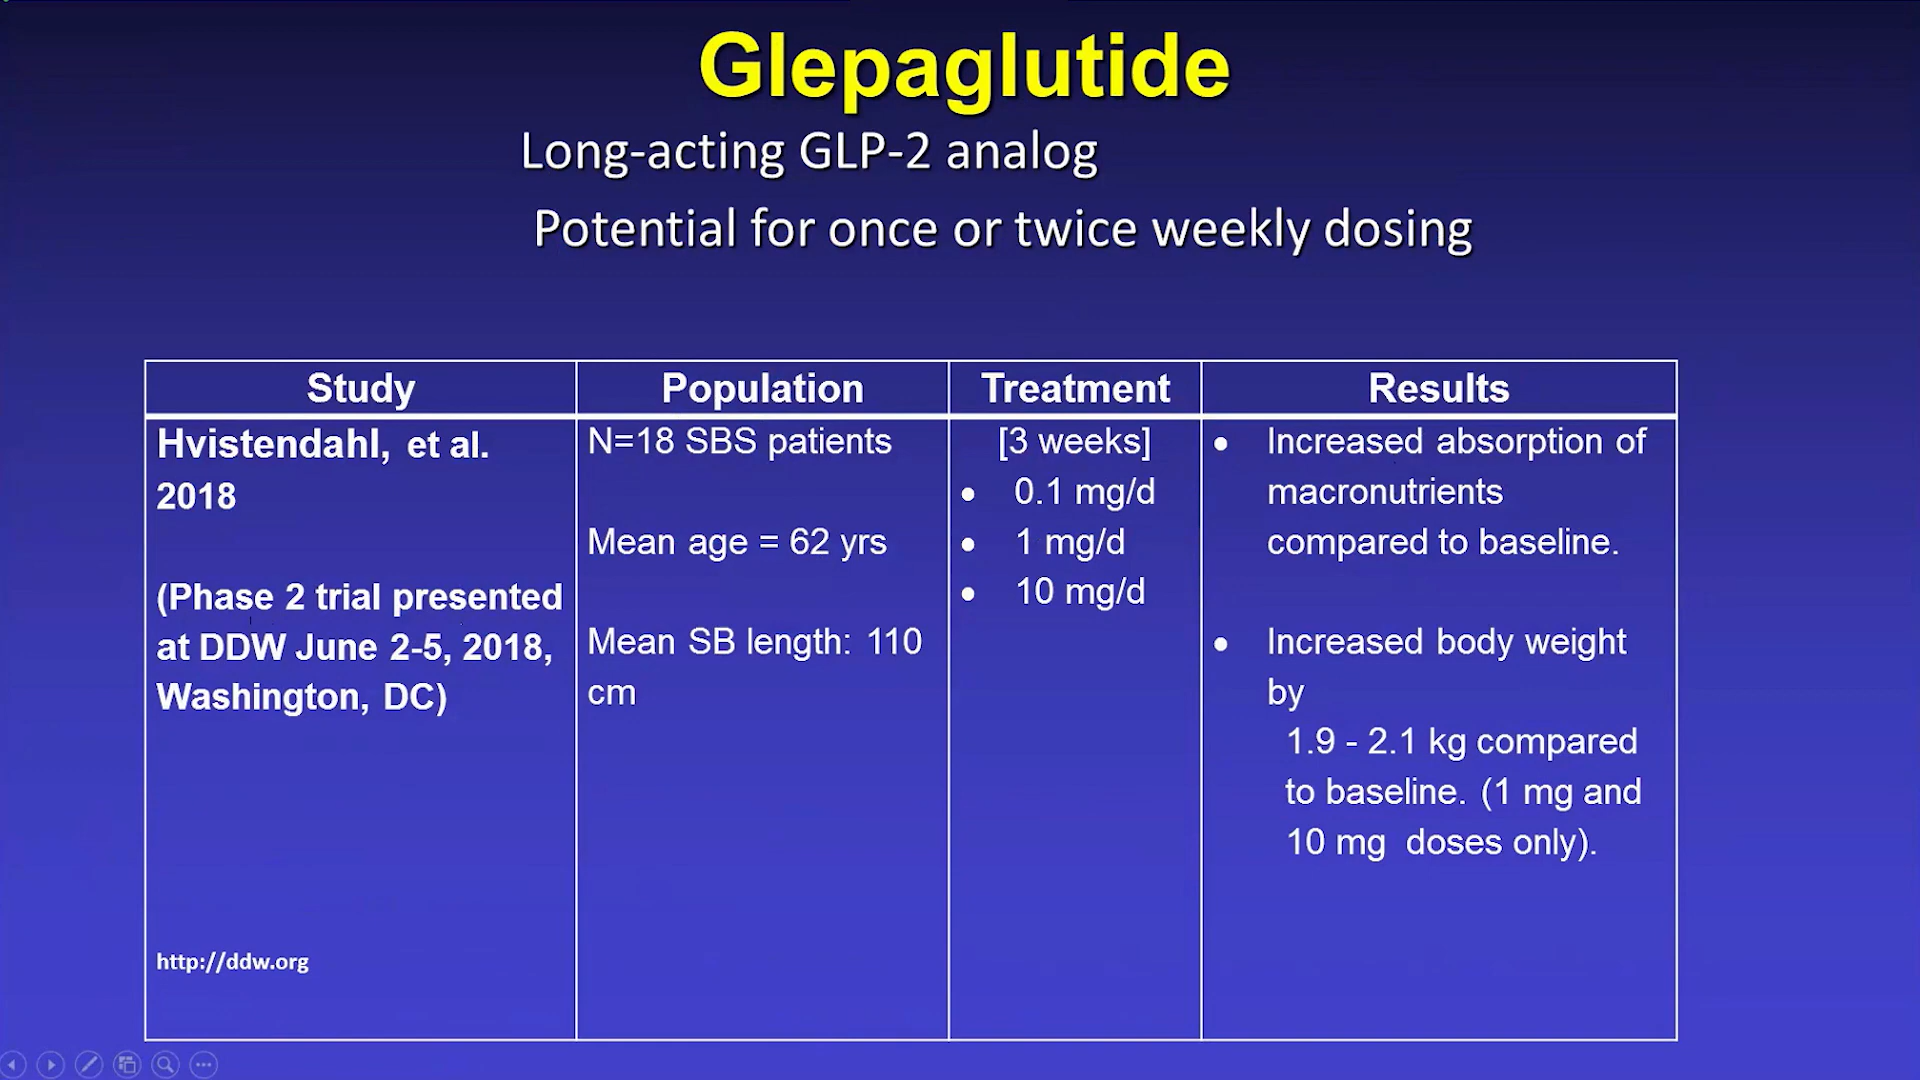 Glepaglutide
Long-acting GLP-2 analog
Potential for once or twice weekly dosing
Study
Population
Treatment
Results
Hvistendahl, et al.
2018
(Phase 2 trial presented
at DDW June 2-5, 2018,
Washington, DC)
http://ddw.org
N=18 SBS patients
Mean age = 62 yrs
Mean SB length: 110
cm
[3 weeks]
• 0.1 mg/d
• 1 mg/d
• 10 mg/d
• Increased absorption of
macronutrients
compared to baseline.
• Increased body weight
by
1.9 - 2.1 kg compared
to baseline. (1 mg and
10 mg doses only).